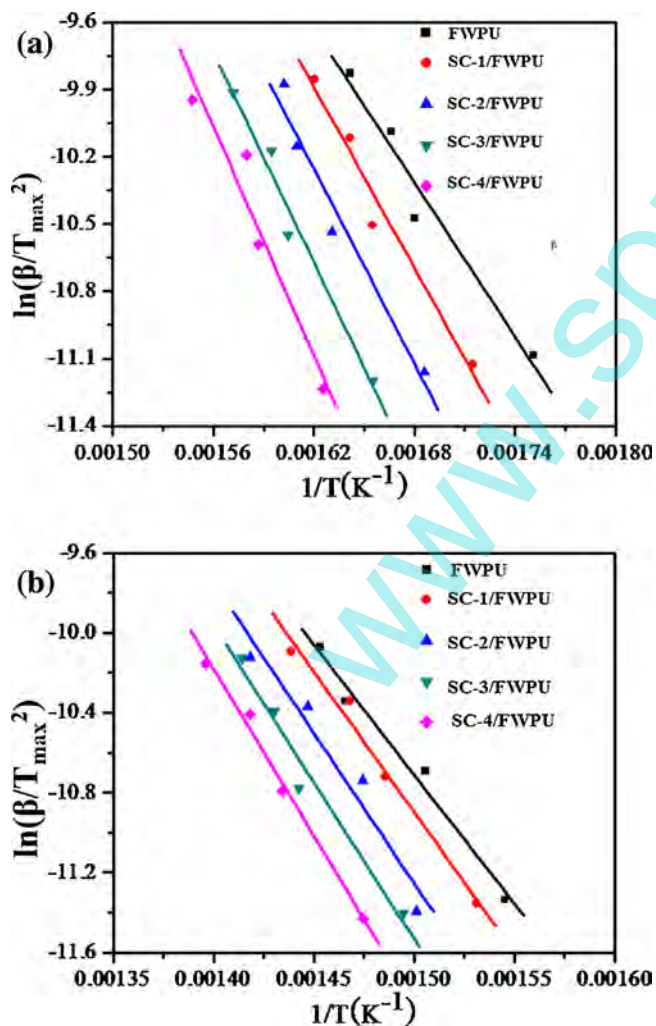 (a)
-9.6
-9.9
-10.2
-10.5
-10.8
-11.1
-11.4
ln(β/Tmax2)
FWPU
SC-1/FWPU
SC-2/FWPU
SC-3/FWPU
SC-4/FWPU
β
0.00150 0.00156 0.00162 0.00168 0.00174 0.00180
1/T(K-1)
(b)
-9.6
-10.0
-10.4
-10.8
-11.2
-11.6
ln(β/Tmax2)
FWPU
SC-1/FWPU
SC-2/FWPU
SC-3/FWPU
SC-4/FWPU
0.00135 0.00140 0.00145 0.00150 0.00155 0.00160
1/T(K-1)
www.sp